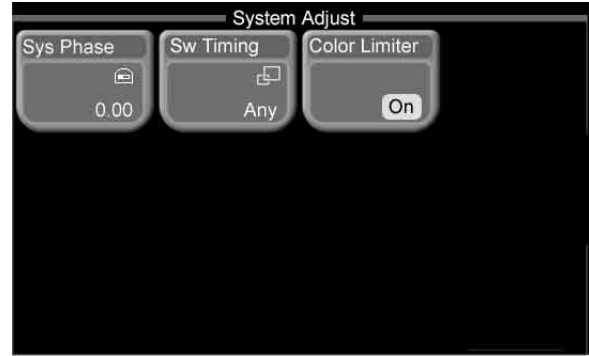 System Adjust
Sys Phase
0.00
Sw Timing
Any
Color Limiter
On